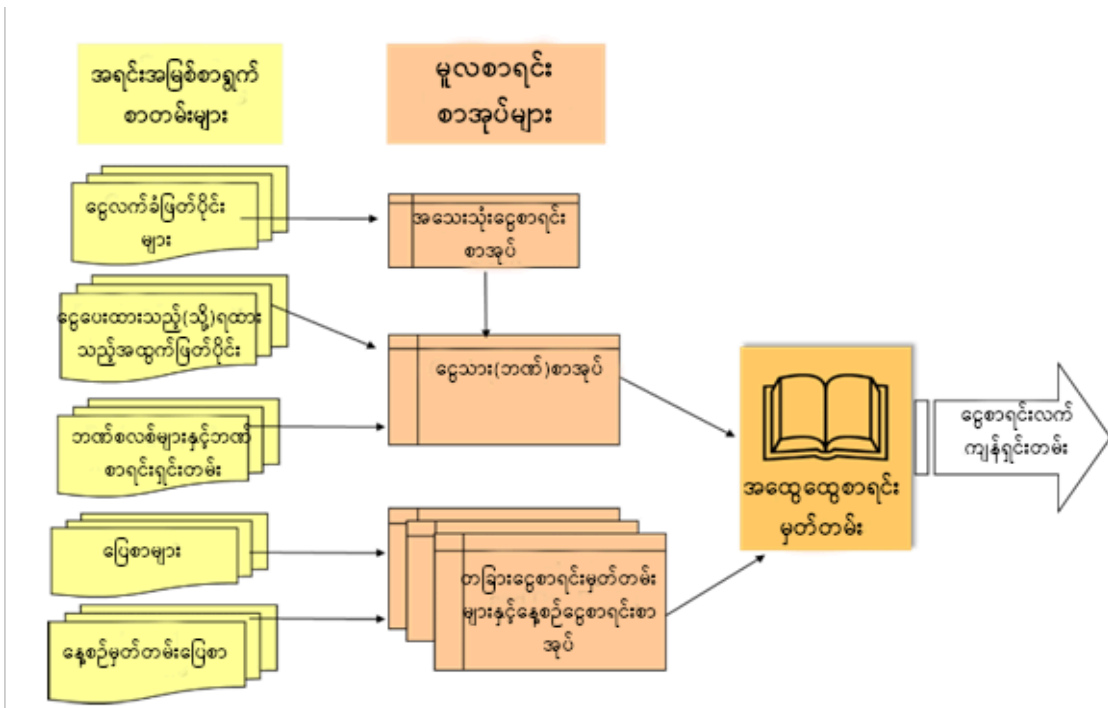 အရင်းအမြစ်စာရွက်
စာတမ်းများ
မူလစာရင်း
စာအုပ်များ
ငွေလက်ခံဖြတ်ပိုင်း
များ
အသေးသုံးငွေစာရင်း
စာအုပ်
ငွေပေးထားသည့်(သို့)ရထား
သည့်အထွက်ဖြတ်ပိုင်း
ငွေသား(ဘဏ်)စာအုပ်
ဘဏ်စလစ်များနှင့်ဘဏ်
စာရင်းရှင်းတမ်း
အထွေထွေစာရင်း
မှတ်တမ်း
ငွေစာရင်းလက်
ကျန်ရှင်းတမ်း
ပြေစာများ
တခြားငွေစာရင်းမှတ်တမ်း
များနှင့်နေ့စဉ်ငွေစာရင်းစာ
အုပ်
နေ့စဉ်မှတ်တမ်းပြေစာ